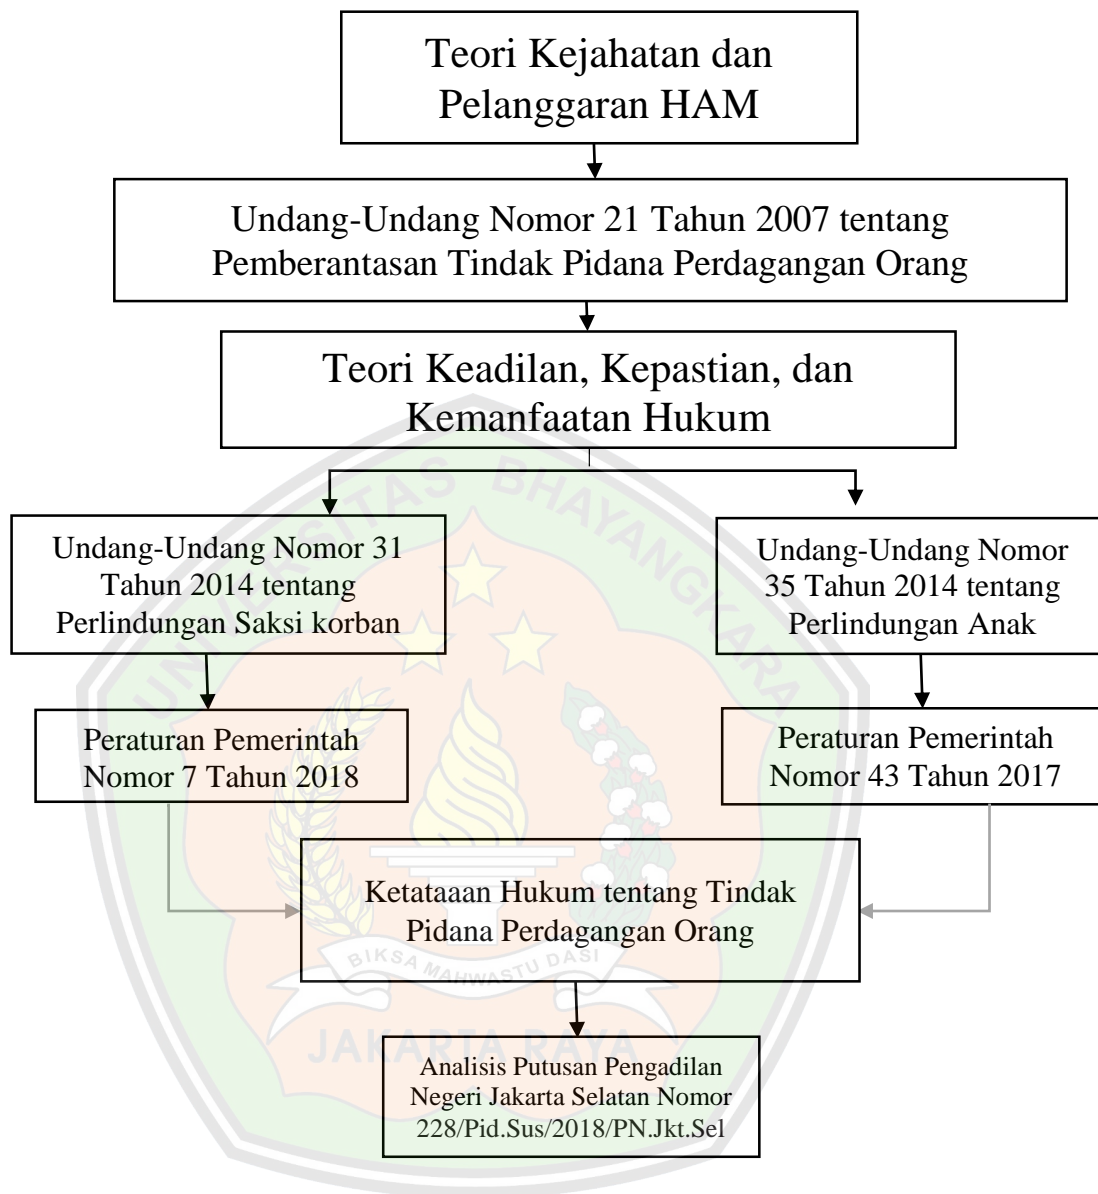 Teori Kejahatan dan
Pelanggaran HAM
Undang-Undang Nomor 21 Tahun 2007 tentang
Pemberantasan Tindak Pidana Perdagangan Orang
Teori Keadilan, Kepastian, dan
Kemanfaatan Hukum
Undang-Undang Nomor 31
Tahun 2014 tentang
Perlindungan Saksi korban
Undang-Undang Nomor
35 Tahun 2014 tentang
Perlindungan Anak
Peraturan Pemerintah
Nomor 7 Tahun 2018
Peraturan Pemerintah
Nomor 43 Tahun 2017
Ketataaan Hukum tentang Tindak
Pidana Perdagangan Orang
Analisis Putusan Pengadilan
Negeri Jakarta Selatan Nomor
228/Pid.Sus/2018/PN.Jkt.Sel
UNIVERSITAS BHAYANGKARA
BIKSA MAHWASTU DASI
JAKARTA RAYA